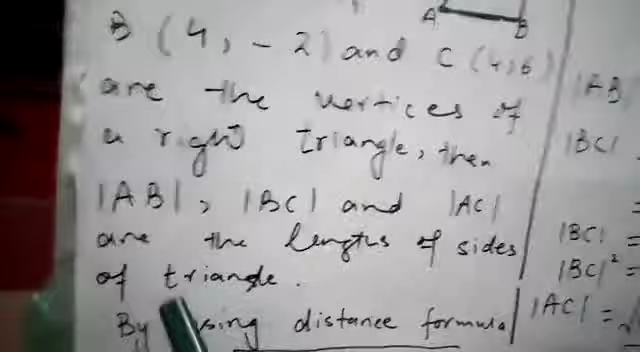 A B
B (4, -2) and C (4,6)
are the vertices of
a right triangle, then
|AB|, |BC| and |AC|
are the lengths of sides
of triangle.
By using distance formula
|AB|
|BC|
=
|BC| =
|BC|² =
|AC| = √